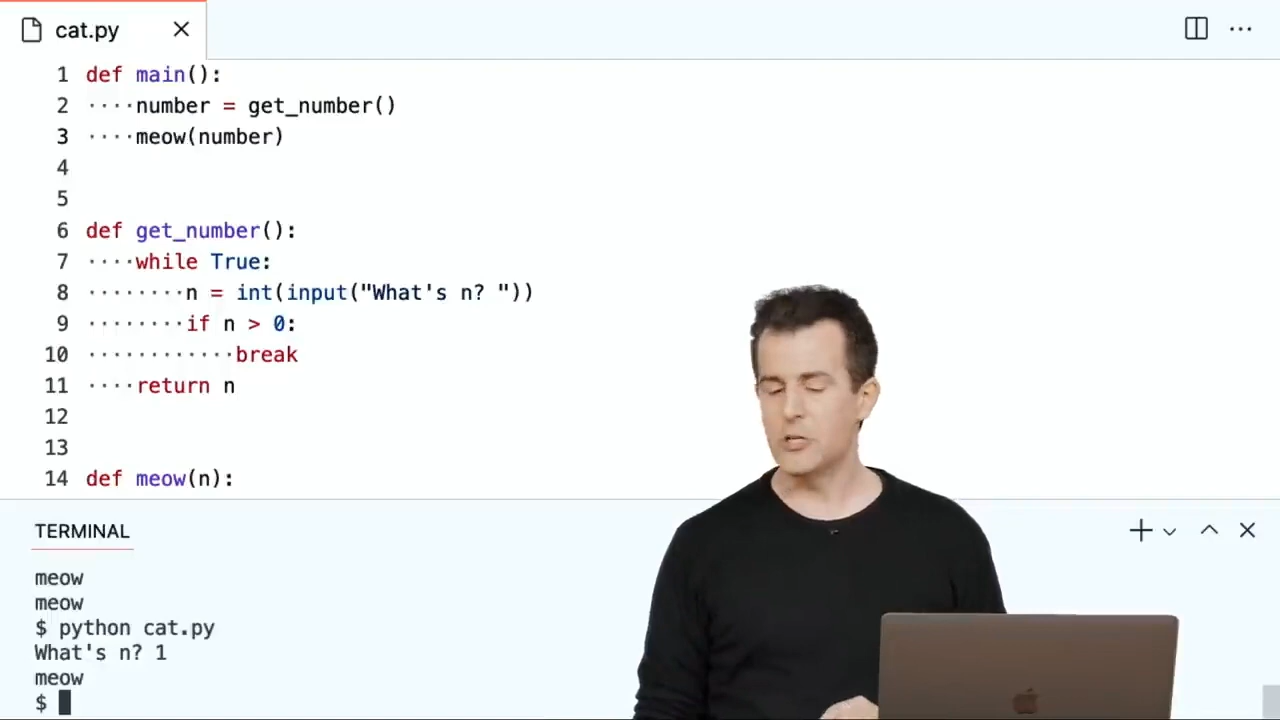 cat.py
1 def main():
2 ····number = get_number()
3 ····meow(number)
4
5
6 def get_number():
7 ····while True:
8 ········n = int(input("What's n? "))
9 ········if n > 0:
10 ············break
11 ····return n
12
13
14 def meow(n):
TERMINAL
meow
meow
$ python cat.py
What's n? 1
meow
$